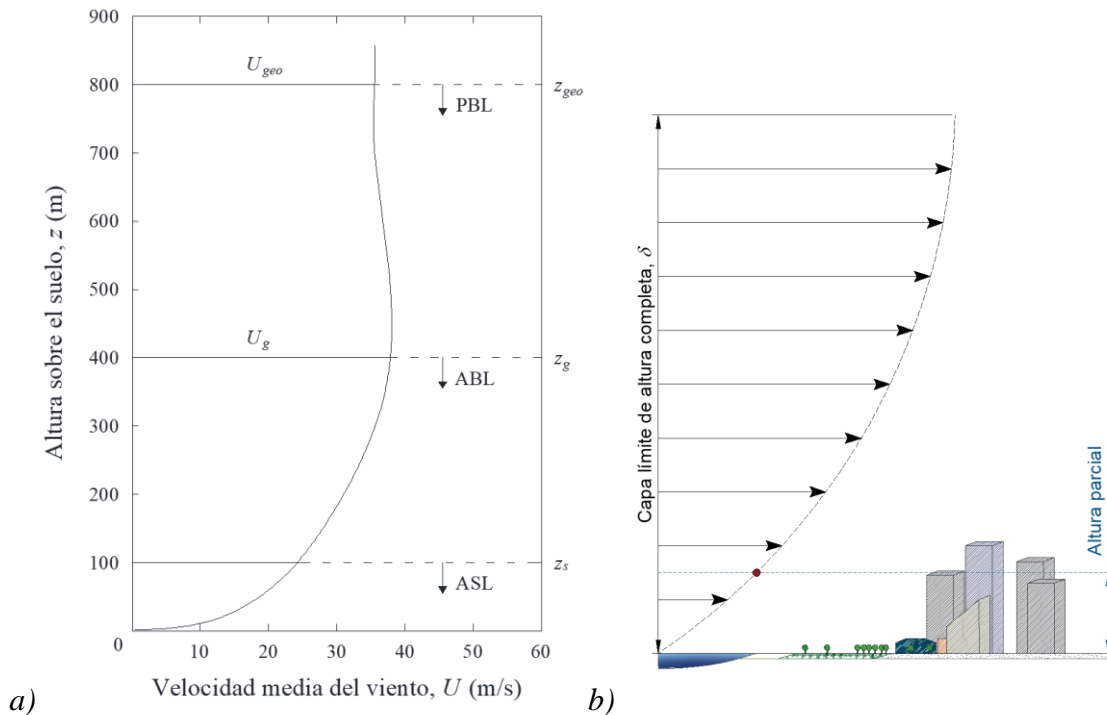 900
800
700
600
500
400
300
200
100
0
Altura sobre el suelo, z (m)
U_geo
z_geo
PBL
U_g
z_g
ABL
z_s
ASL
10
20
30
40
50
60
Velocidad media del viento, U (m/s)
a)
Capa límite de altura completa, δ
Altura parcial
b)